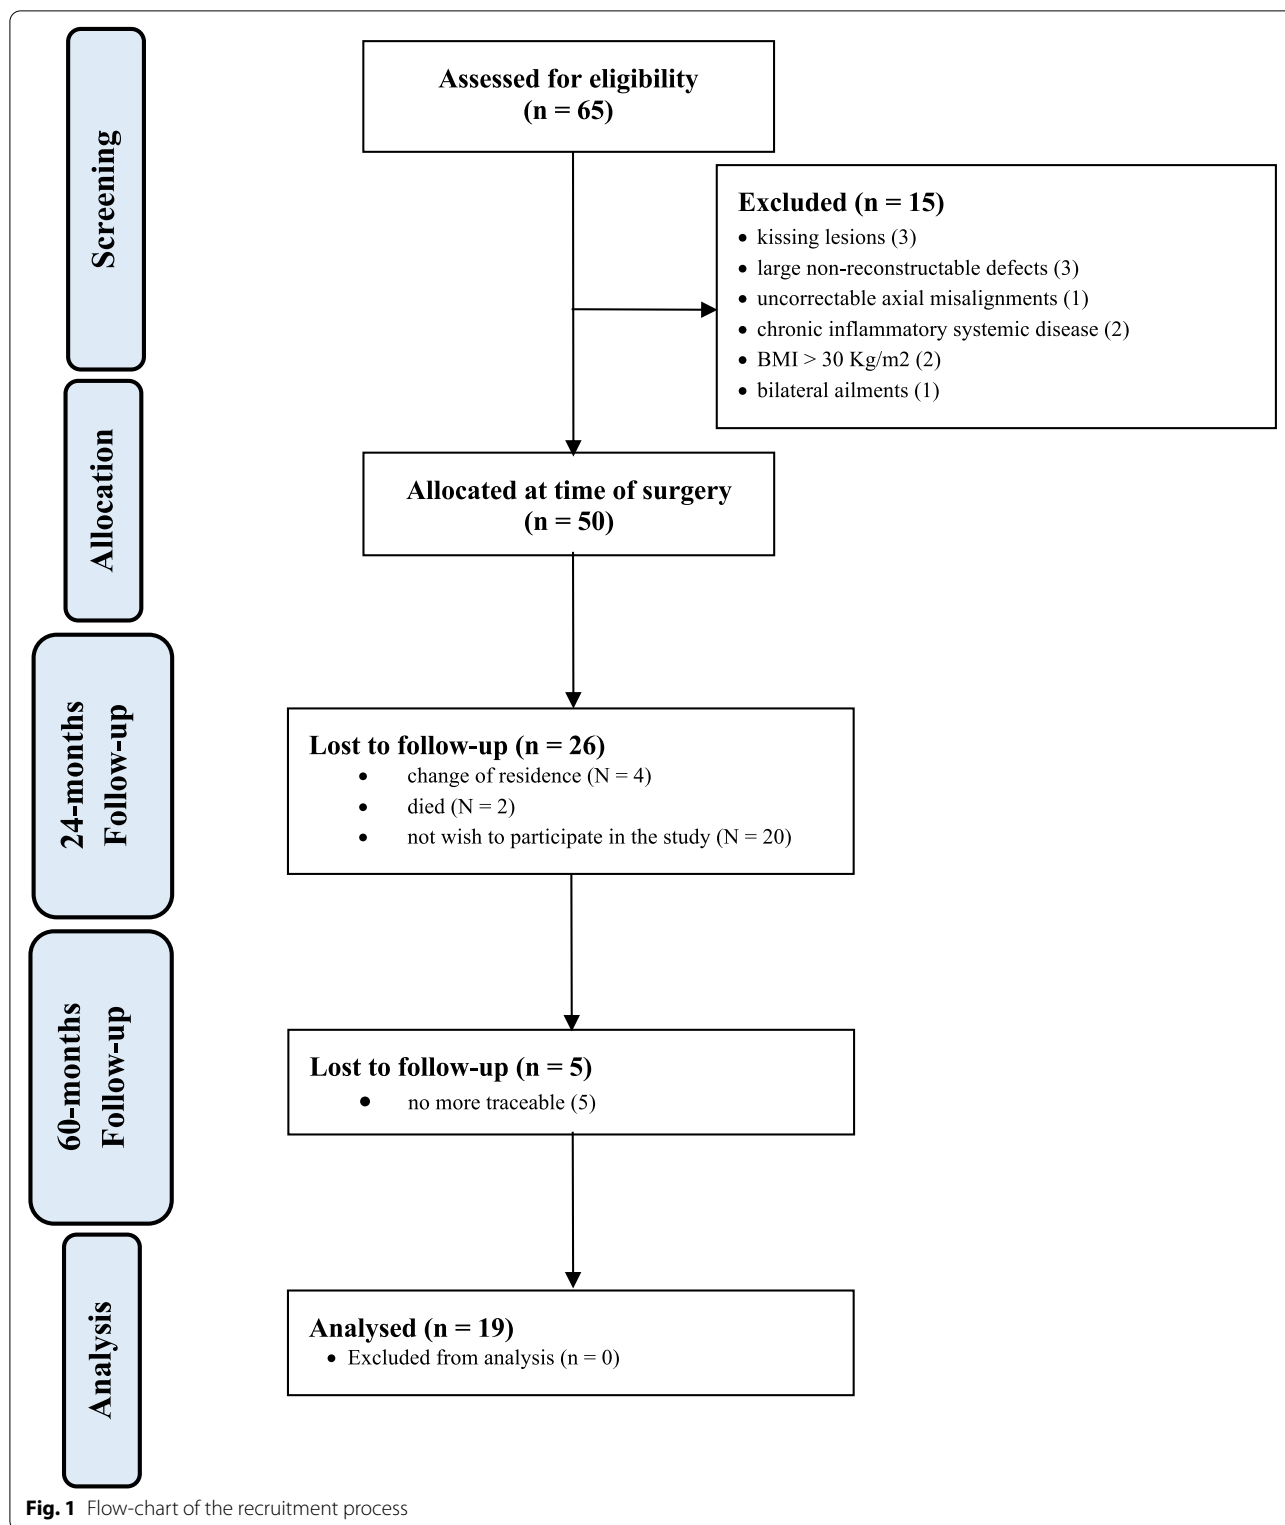 Screening
Assessed for eligibility
(n = 65)
Excluded (n = 15)
• kissing lesions (3)
• large non-reconstructable defects (3)
• uncorrectable axial misalignments (1)
• chronic inflammatory systemic disease (2)
• BMI > 30 Kg/m2 (2)
• bilateral ailments (1)
Allocation
Allocated at time of surgery
(n = 50)
24-months
Follow-up
Lost to follow-up (n = 26)
• change of residence (N = 4)
• died (N = 2)
• not wish to participate in the study (N = 20)
60-months
Follow-up
Lost to follow-up (n = 5)
• no more traceable (5)
Analysis
Analysed (n = 19)
• Excluded from analysis (n = 0)
Fig. 1 Flow-chart of the recruitment process